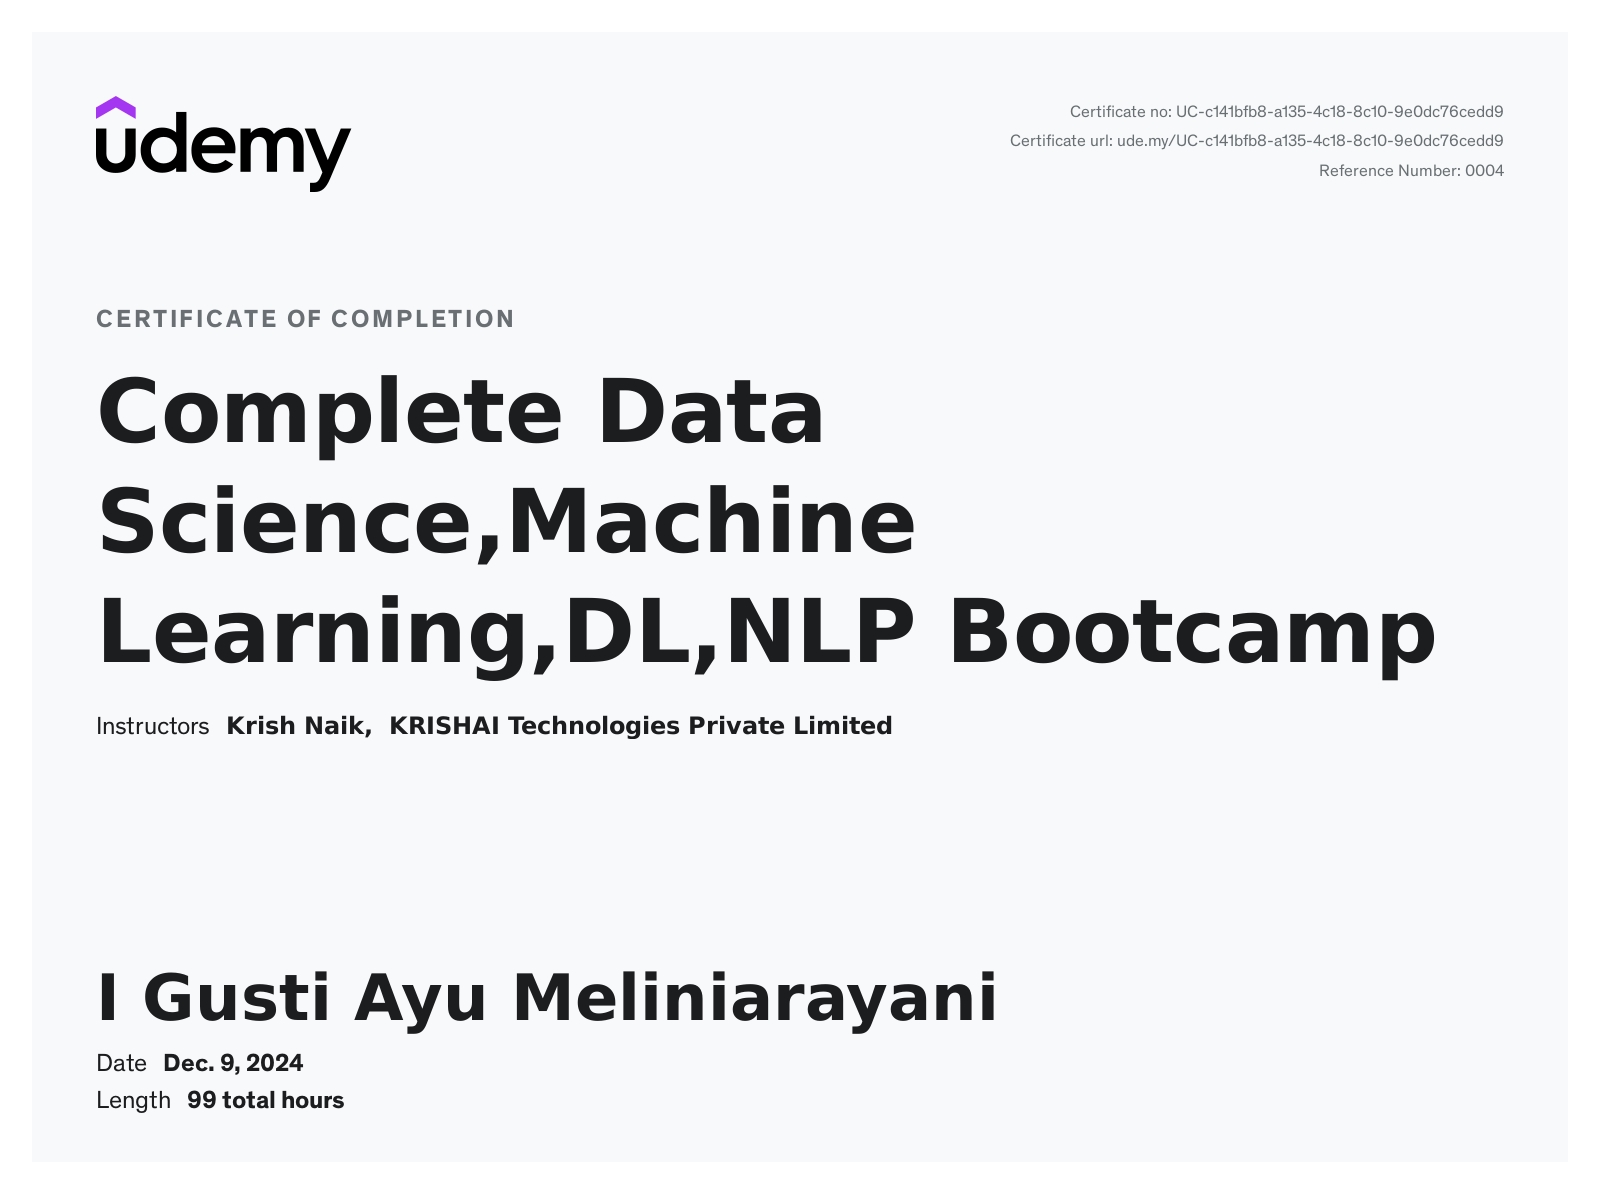 udemy
Certificate no: UC-c141bfb8-a135-4c18-8c10-9e0dc76cedd9
Certificate url: ude.my/UC-c141bfb8-a135-4c18-8c10-9e0dc76cedd9
Reference Number: 0004
CERTIFICATE OF COMPLETION
Complete Data
Science,Machine
Learning,DL,NLP Bootcamp
Instructors Krish Naik, KRISHAI Technologies Private Limited
I Gusti Ayu Meliniarayani
Date Dec. 9, 2024
Length 99 total hours